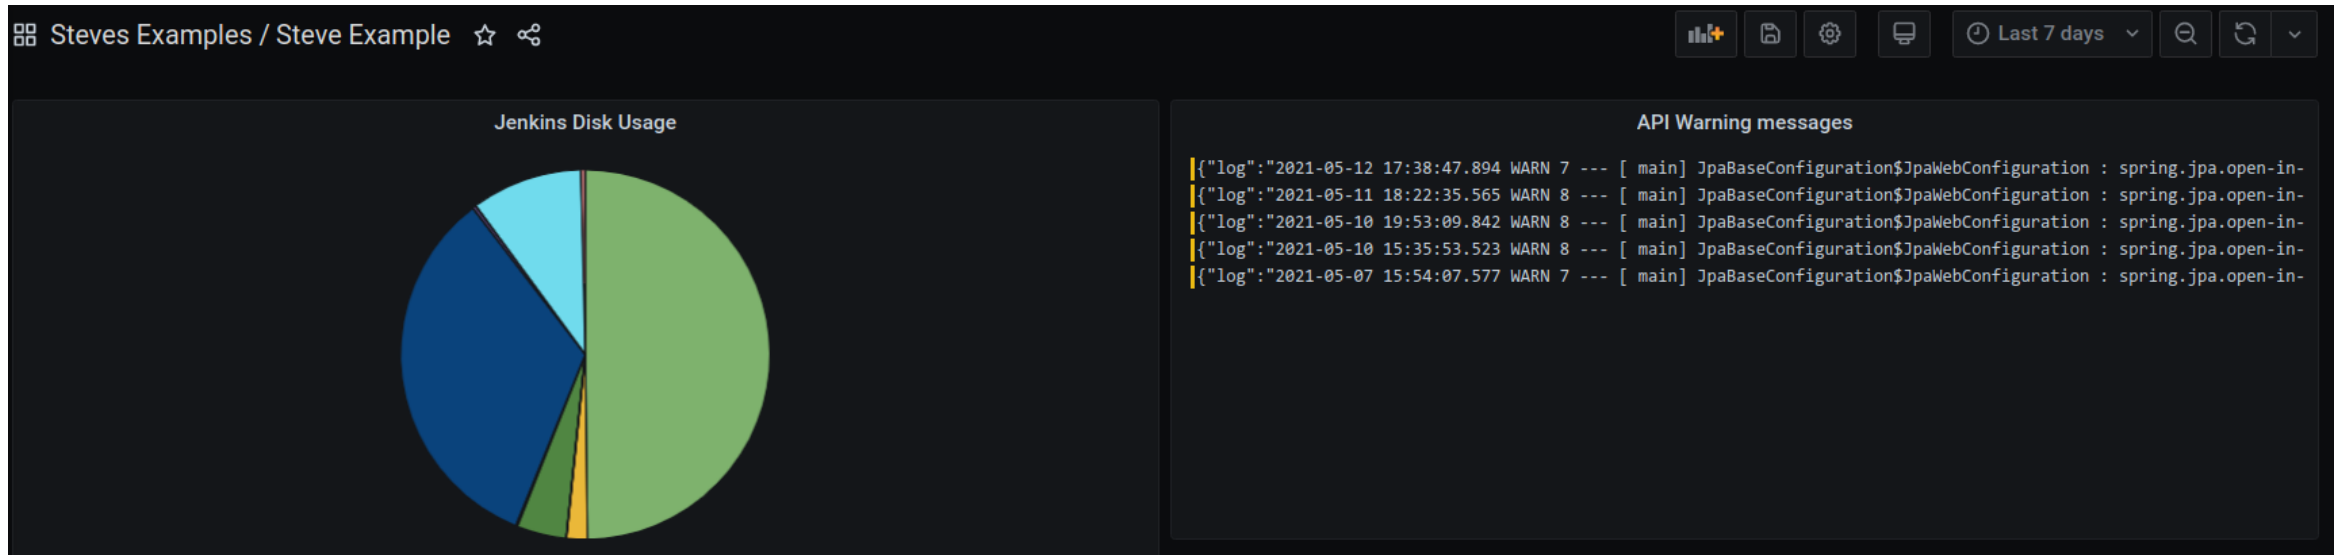 Steves Examples / Steve Example
Last 7 days
Jenkins Disk Usage
API Warning messages
{"log":"2021-05-12 17:38:47.894 WARN 7 --- [ main] JpaBaseConfiguration$JpaWebConfiguration : spring.jpa.open-in-
{"log":"2021-05-11 18:22:35.565 WARN 8 --- [ main] JpaBaseConfiguration$JpaWebConfiguration : spring.jpa.open-in-
{"log":"2021-05-10 19:53:09.842 WARN 8 --- [ main] JpaBaseConfiguration$JpaWebConfiguration : spring.jpa.open-in-
{"log":"2021-05-10 15:35:53.523 WARN 8 --- [ main] JpaBaseConfiguration$JpaWebConfiguration : spring.jpa.open-in-
{"log":"2021-05-07 15:54:07.577 WARN 7 --- [ main] JpaBaseConfiguration$JpaWebConfiguration : spring.jpa.open-in-